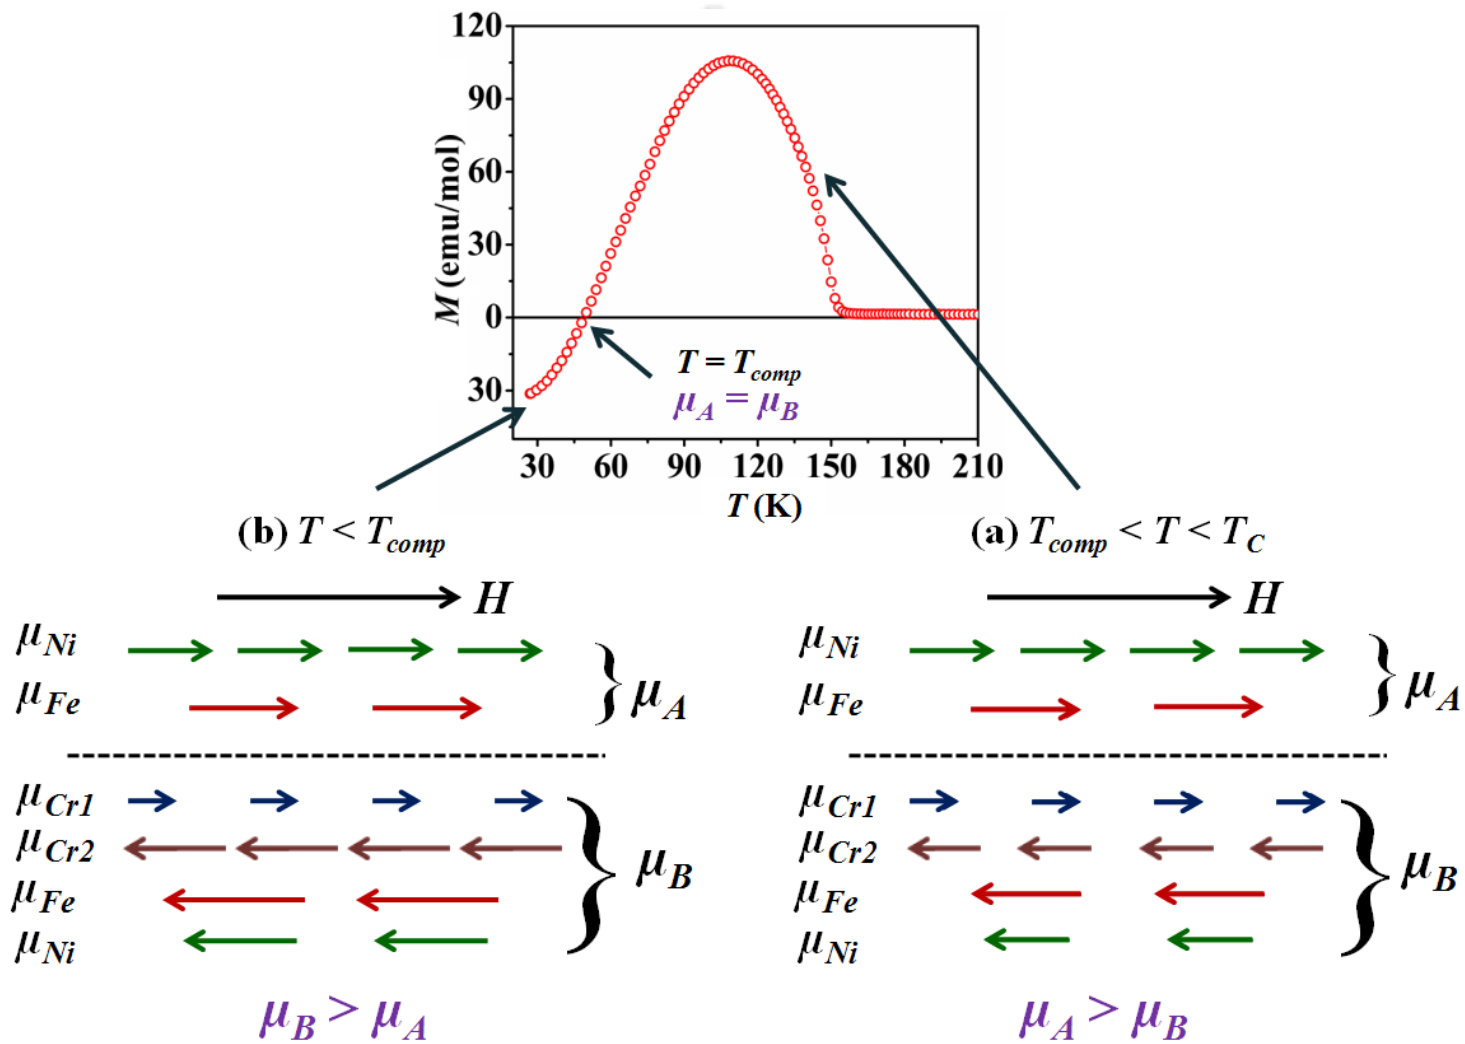 120
90
60
30
0
30
M (emu/mol)
T = T_comp
μ_A = μ_B
30 60 90 120 150 180 210
T (K)
(b) T < T_comp
(a) T_comp < T < T_C
H
μ_Ni
μ_Fe
μ_A
μ_Cr1
μ_Cr2
μ_Fe
μ_Ni
μ_B
μ_B > μ_A
H
μ_Ni
μ_Fe
μ_A
μ_Cr1
μ_Cr2
μ_Fe
μ_Ni
μ_B
μ_A > μ_B